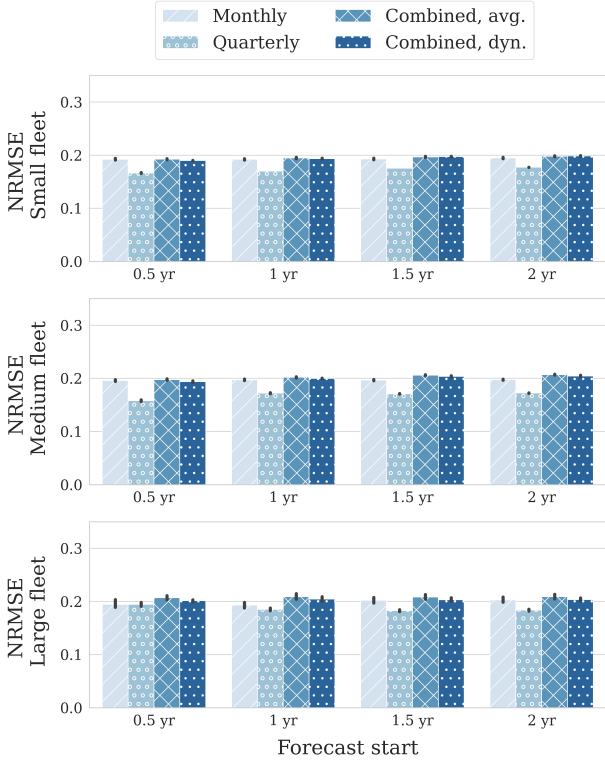 Monthly
Quarterly
Combined, avg.
Combined, dyn.
NRMSE
Small fleet
0.3
0.2
0.1
0.0
0.5 yr
1 yr
1.5 yr
2 yr
NRMSE
Medium fleet
0.3
0.2
0.1
0.0
0.5 yr
1 yr
1.5 yr
2 yr
NRMSE
Large fleet
0.3
0.2
0.1
0.0
0.5 yr
1 yr
1.5 yr
2 yr
Forecast start